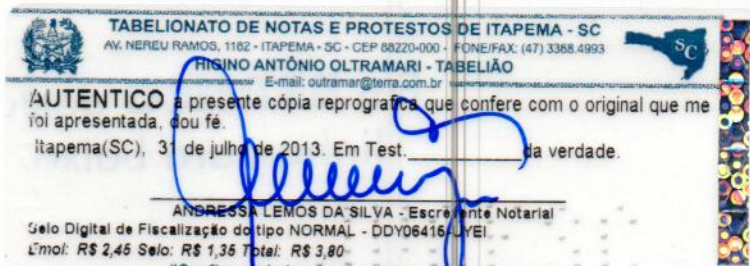 TABELIONATO DE NOTAS E PROTESTOS DE ITAPEMA - SC
AV. NEREU RAMOS, 1182 - ITAPEMA - SC - CEP 88220-000 - FONE/FAX: (47) 3368.4993
HIGINO ANTÔNIO OLTRAMARI - TABELIÃO
E-mail: outramar@terra.com.br
SC
AUTENTICO a presente cópia reprografica que confere com o original que me
foi apresentada, dou fé.
Itapema(SC), 31 de julho de 2013. Em Test.____________da verdade.
ANDRESSA LEMOS DA SILVA - Escrevente Notarial
Selo Digital de Fiscalização do tipo NORMAL - DDY06416-UYEI
Emol: R$ 2,45 Selo: R$ 1,35 Total: R$ 3,80